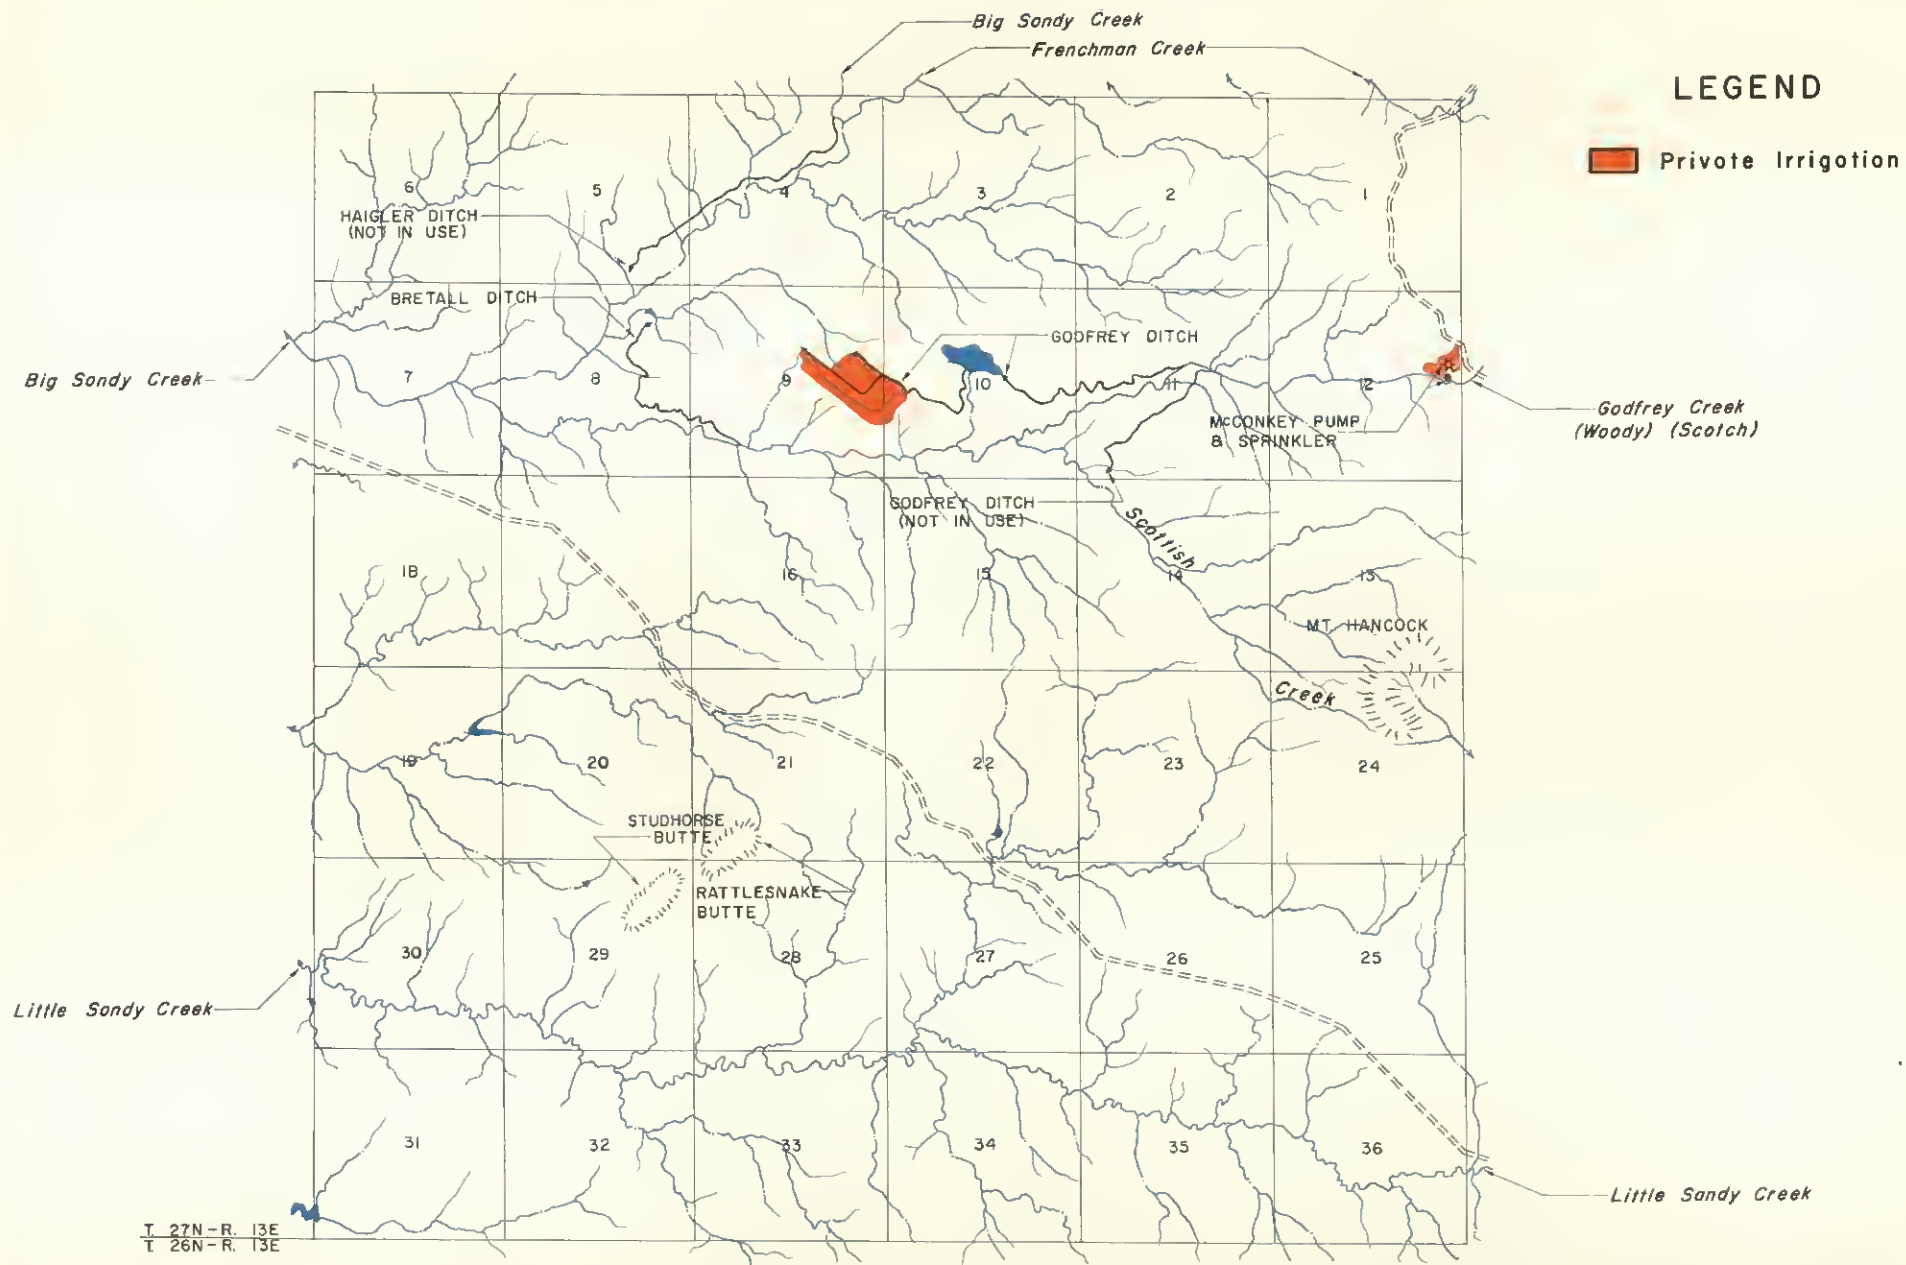 Big Sandy Creek
Frenchman Creek
LEGEND
Private Irrigation
6
5
4
3
2
1
HAIGLER DITCH
(NOT IN USE)
BRETALL DITCH
GODFREY DITCH
Big Sandy Creek
7
8
9
10
11
12
McCONKEY PUMP
& SPRINKLER
Godfrey Creek
(Woody) (Scotch)
GODFREY DITCH
(NOT IN USE)
Scottish
18
16
15
14
13
MT. HANCOCK
Creek
19
20
21
22
23
24
STUDHORSE
BUTTE
RATTLESNAKE
BUTTE
30
29
28
27
26
25
Little Sandy Creek
31
32
33
34
35
36
Little Sandy Creek
T. 27N-R. 13E
T. 26N-R. 13E